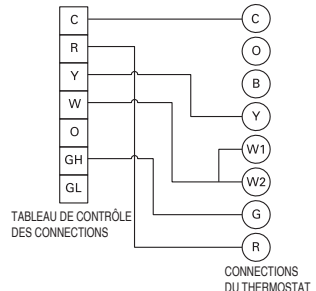 C
R
Y
W
O
GH
GL
TABLEAU DE CONTRÔLE
DES CONNECTIONS
C
O
B
Y
W1
W2
G
R
CONNECTIONS
DU THERMOSTAT